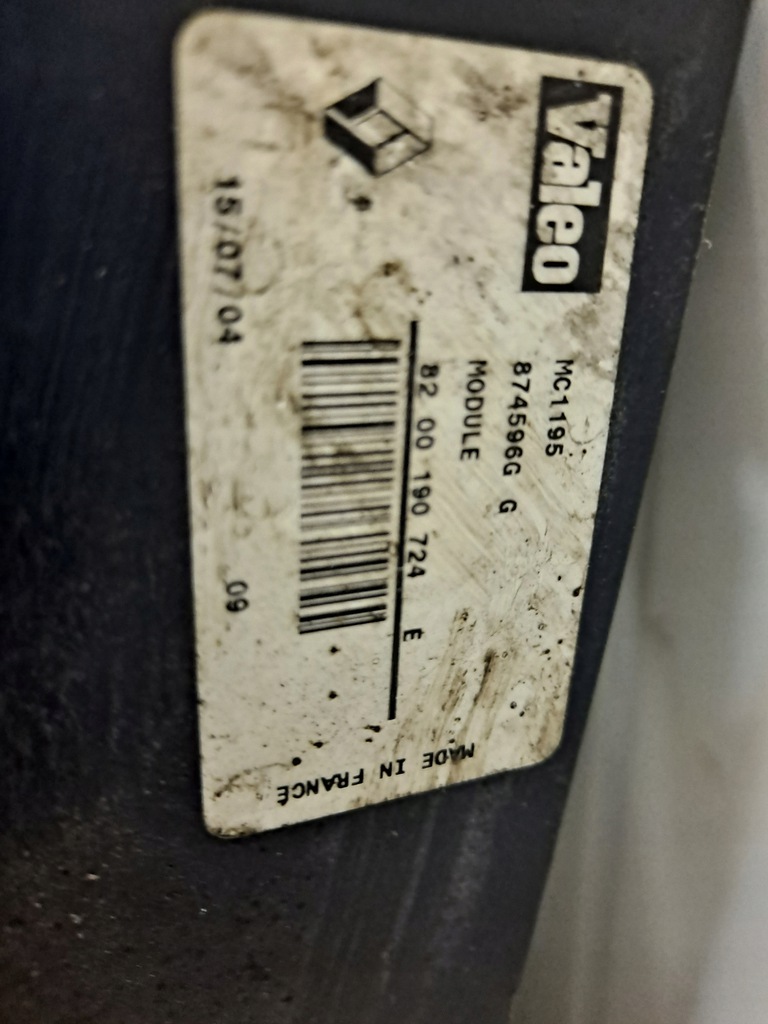 Valeo
MC1195
874596G G
MODULE
82 00 190 724 E
15/07/04 09
MADE IN FRANCE